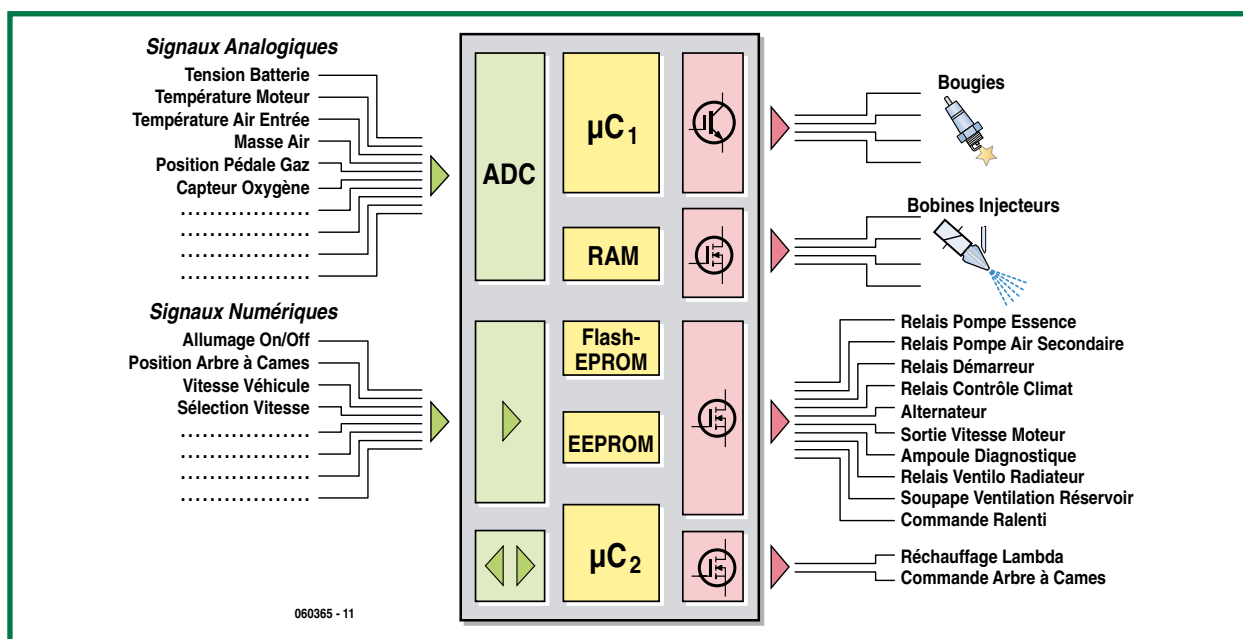 Signaux Analogiques
Tension Batterie
Température Moteur
Température Air Entrée
Masse Air
Position Pédale Gaz
Capteur Oxygène
..................
..................
..................
..................
Signaux Numériques
Allumage On/Off
Position Arbre à Cames
Vitesse Véhicule
Sélection Vitesse
..................
..................
..................
..................
060365 - 11
ADC
µC1
RAM
Flash-
EPROM
EEPROM
µC2
Bougies
Bobines Injecteurs
Relais Pompe Essence
Relais Pompe Air Secondaire
Relais Démarreur
Relais Contrôle Climat
Alternateur
Sortie Vitesse Moteur
Ampoule Diagnostique
Relais Ventilo Radiateur
Soupape Ventilation Réservoir
Commande Ralenti
Réchauffage Lambda
Commande Arbre à Cames